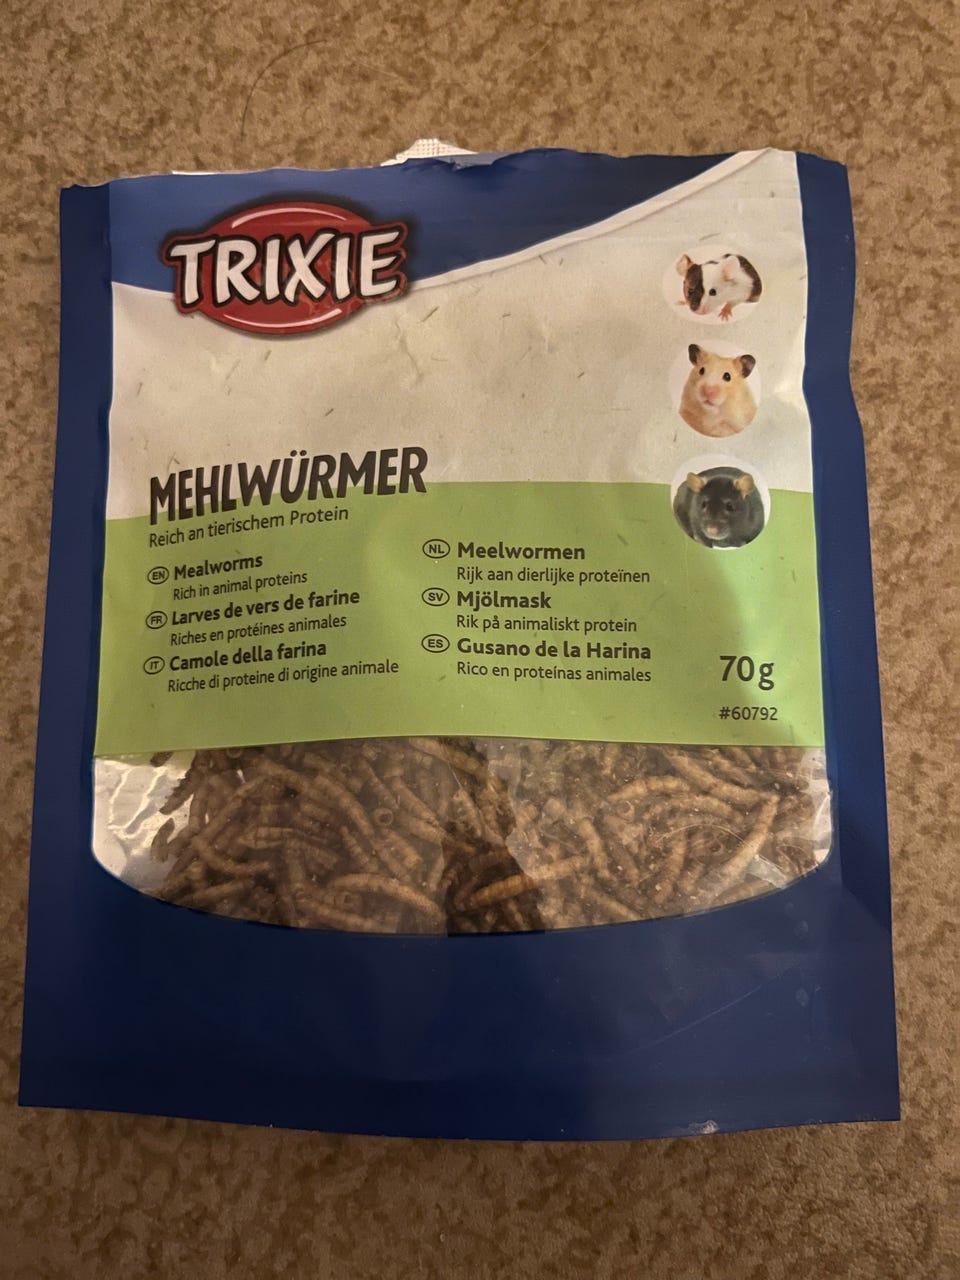 TRIXIE
MEHLWÜRMER
Reich an tierischem Protein
EN Mealworms
Rich in animal proteins
FR Larves de vers de farine
Riches en protéines animales
IT Camole della farina
Ricche di proteine di origine animale
NL Meelwormen
Rijk aan dierlijke proteïnen
SV Mjölmask
Rik på animaliskt protein
ES Gusano de la Harina
Rico en proteínas animales
70g
#60792